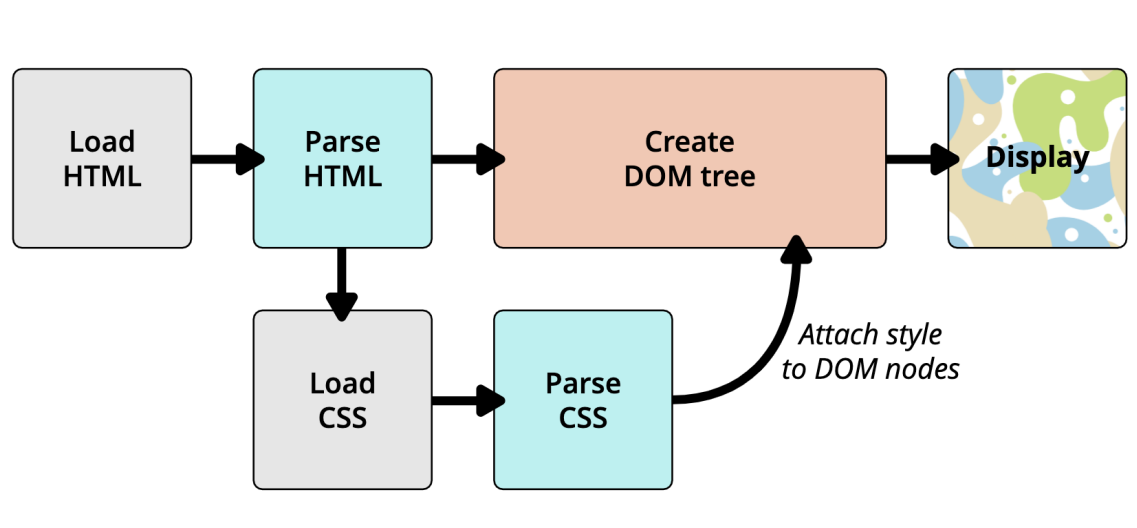 Load
HTML
Parse
HTML
Create
DOM tree
Display
Load
CSS
Parse
CSS
Attach style
to DOM nodes